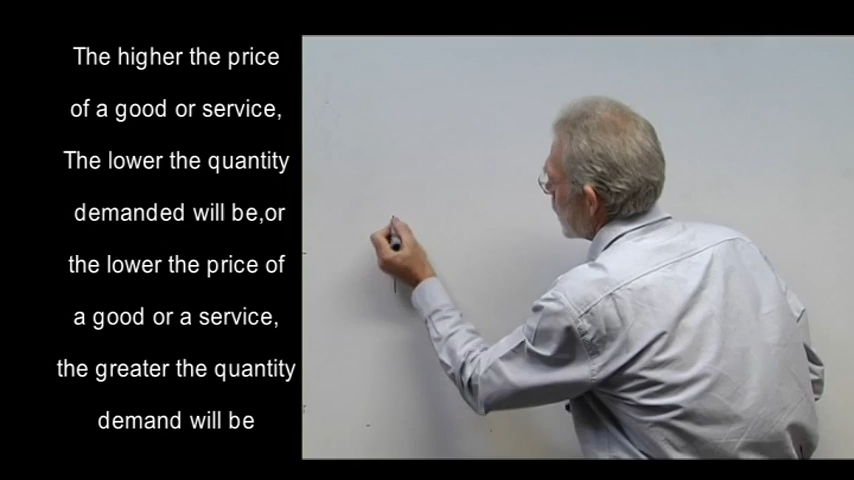 The higher the price
of a good or service,
The lower the quantity
demanded will be,or
the lower the price of
a good or a service,
the greater the quantity
demand will be